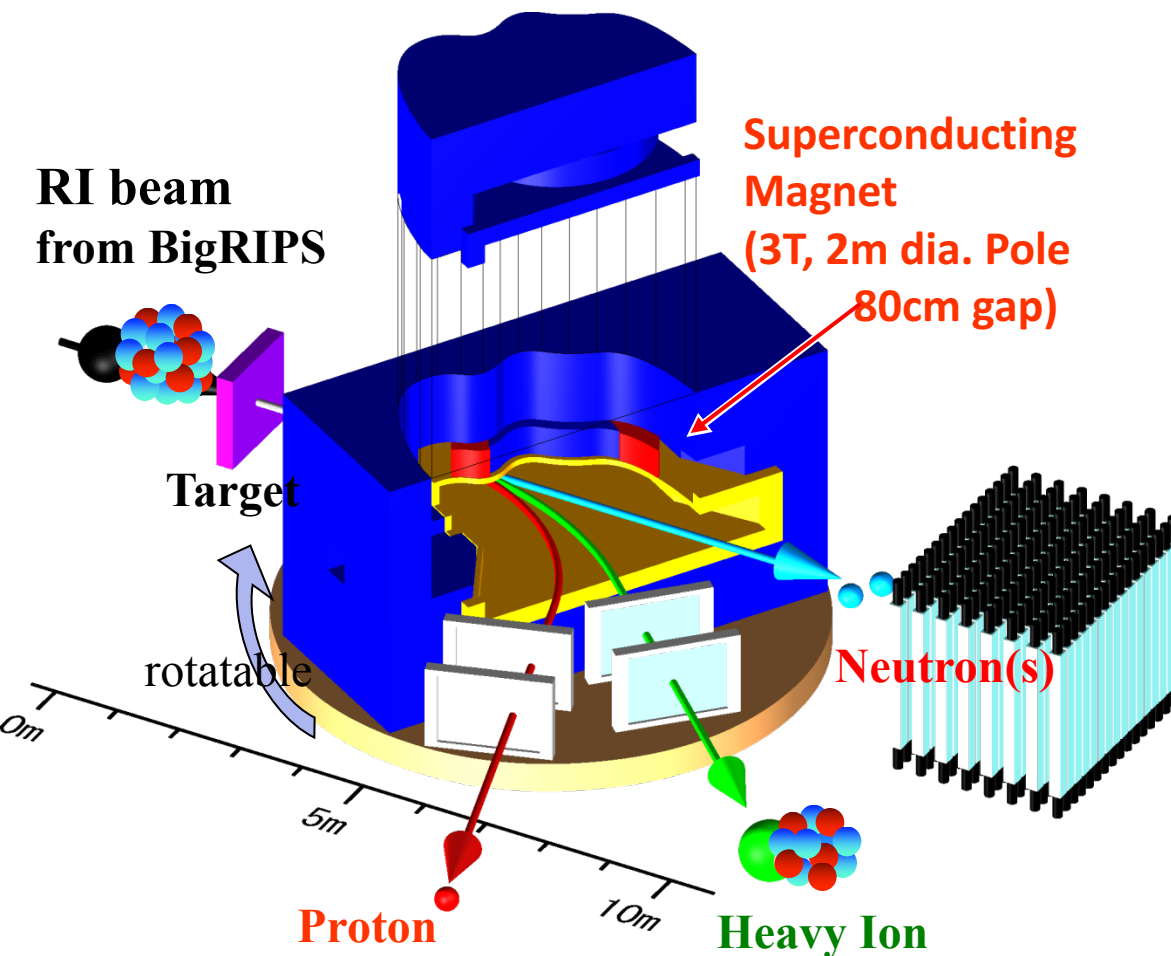 Superconducting
Magnet
(3T, 2m dia. Pole
80cm gap)
RI beam
from BigRIPS
Target
rotatable
Neutron(s)
0m
5m
10m
Proton
Heavy Ion